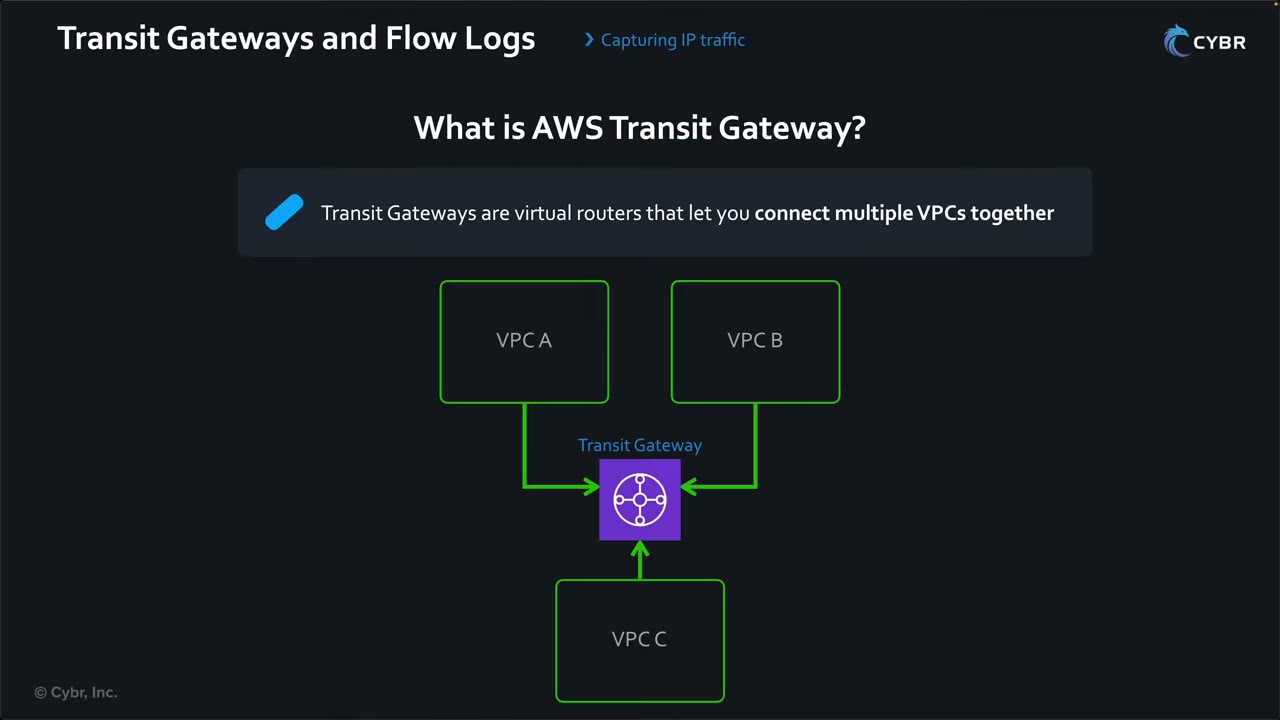 Transit Gateways and Flow Logs
Capturing IP traffic
CYBR
What is AWS Transit Gateway?
Transit Gateways are virtual routers that let you connect multiple VPCs together
VPC A
VPC B
Transit Gateway
VPC C
© Cybr, Inc.